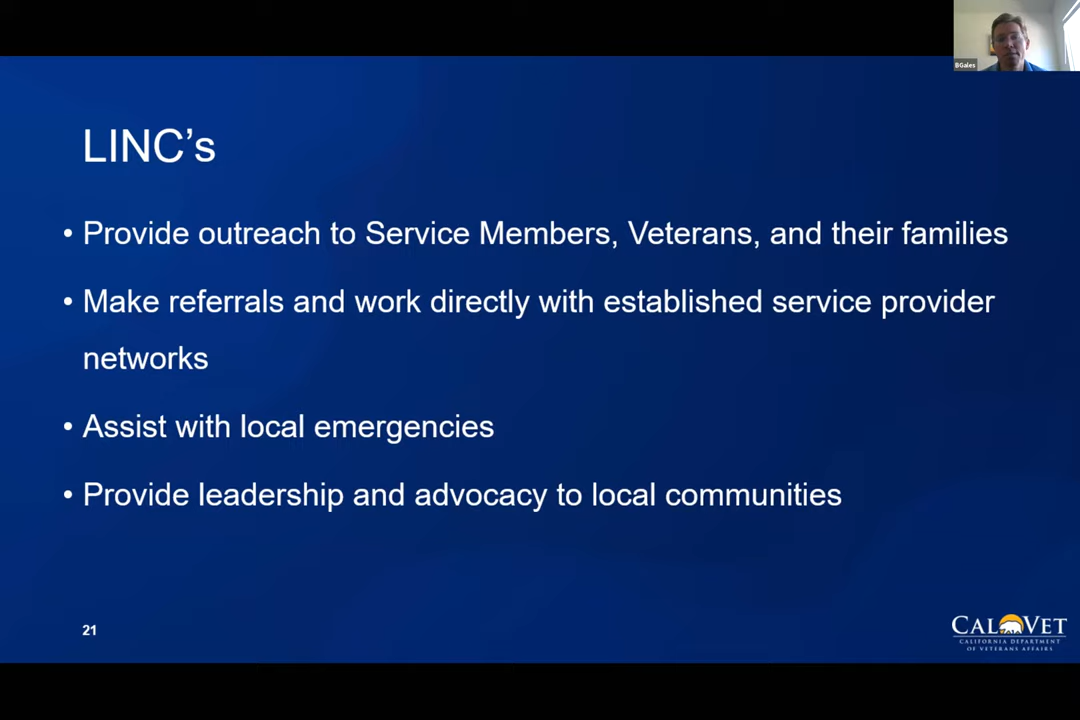 BGales
LINC’s
• Provide outreach to Service Members, Veterans, and their families
• Make referrals and work directly with established service provider
networks
• Assist with local emergencies
• Provide leadership and advocacy to local communities
21
CALVET
CALIFORNIA DEPARTMENT
OF VETERANS AFFAIRS